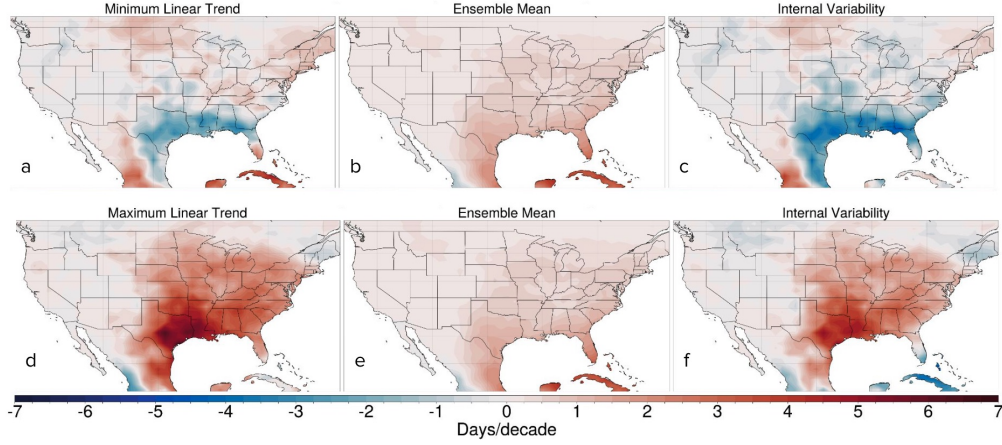 Minimum Linear Trend
Ensemble Mean
Internal Variability
a
b
c
Maximum Linear Trend
Ensemble Mean
Internal Variability
d
e
f
-7 -6 -5 -4 -3 -2 -1 0 1 2 3 4 5 6 7
Days/decade